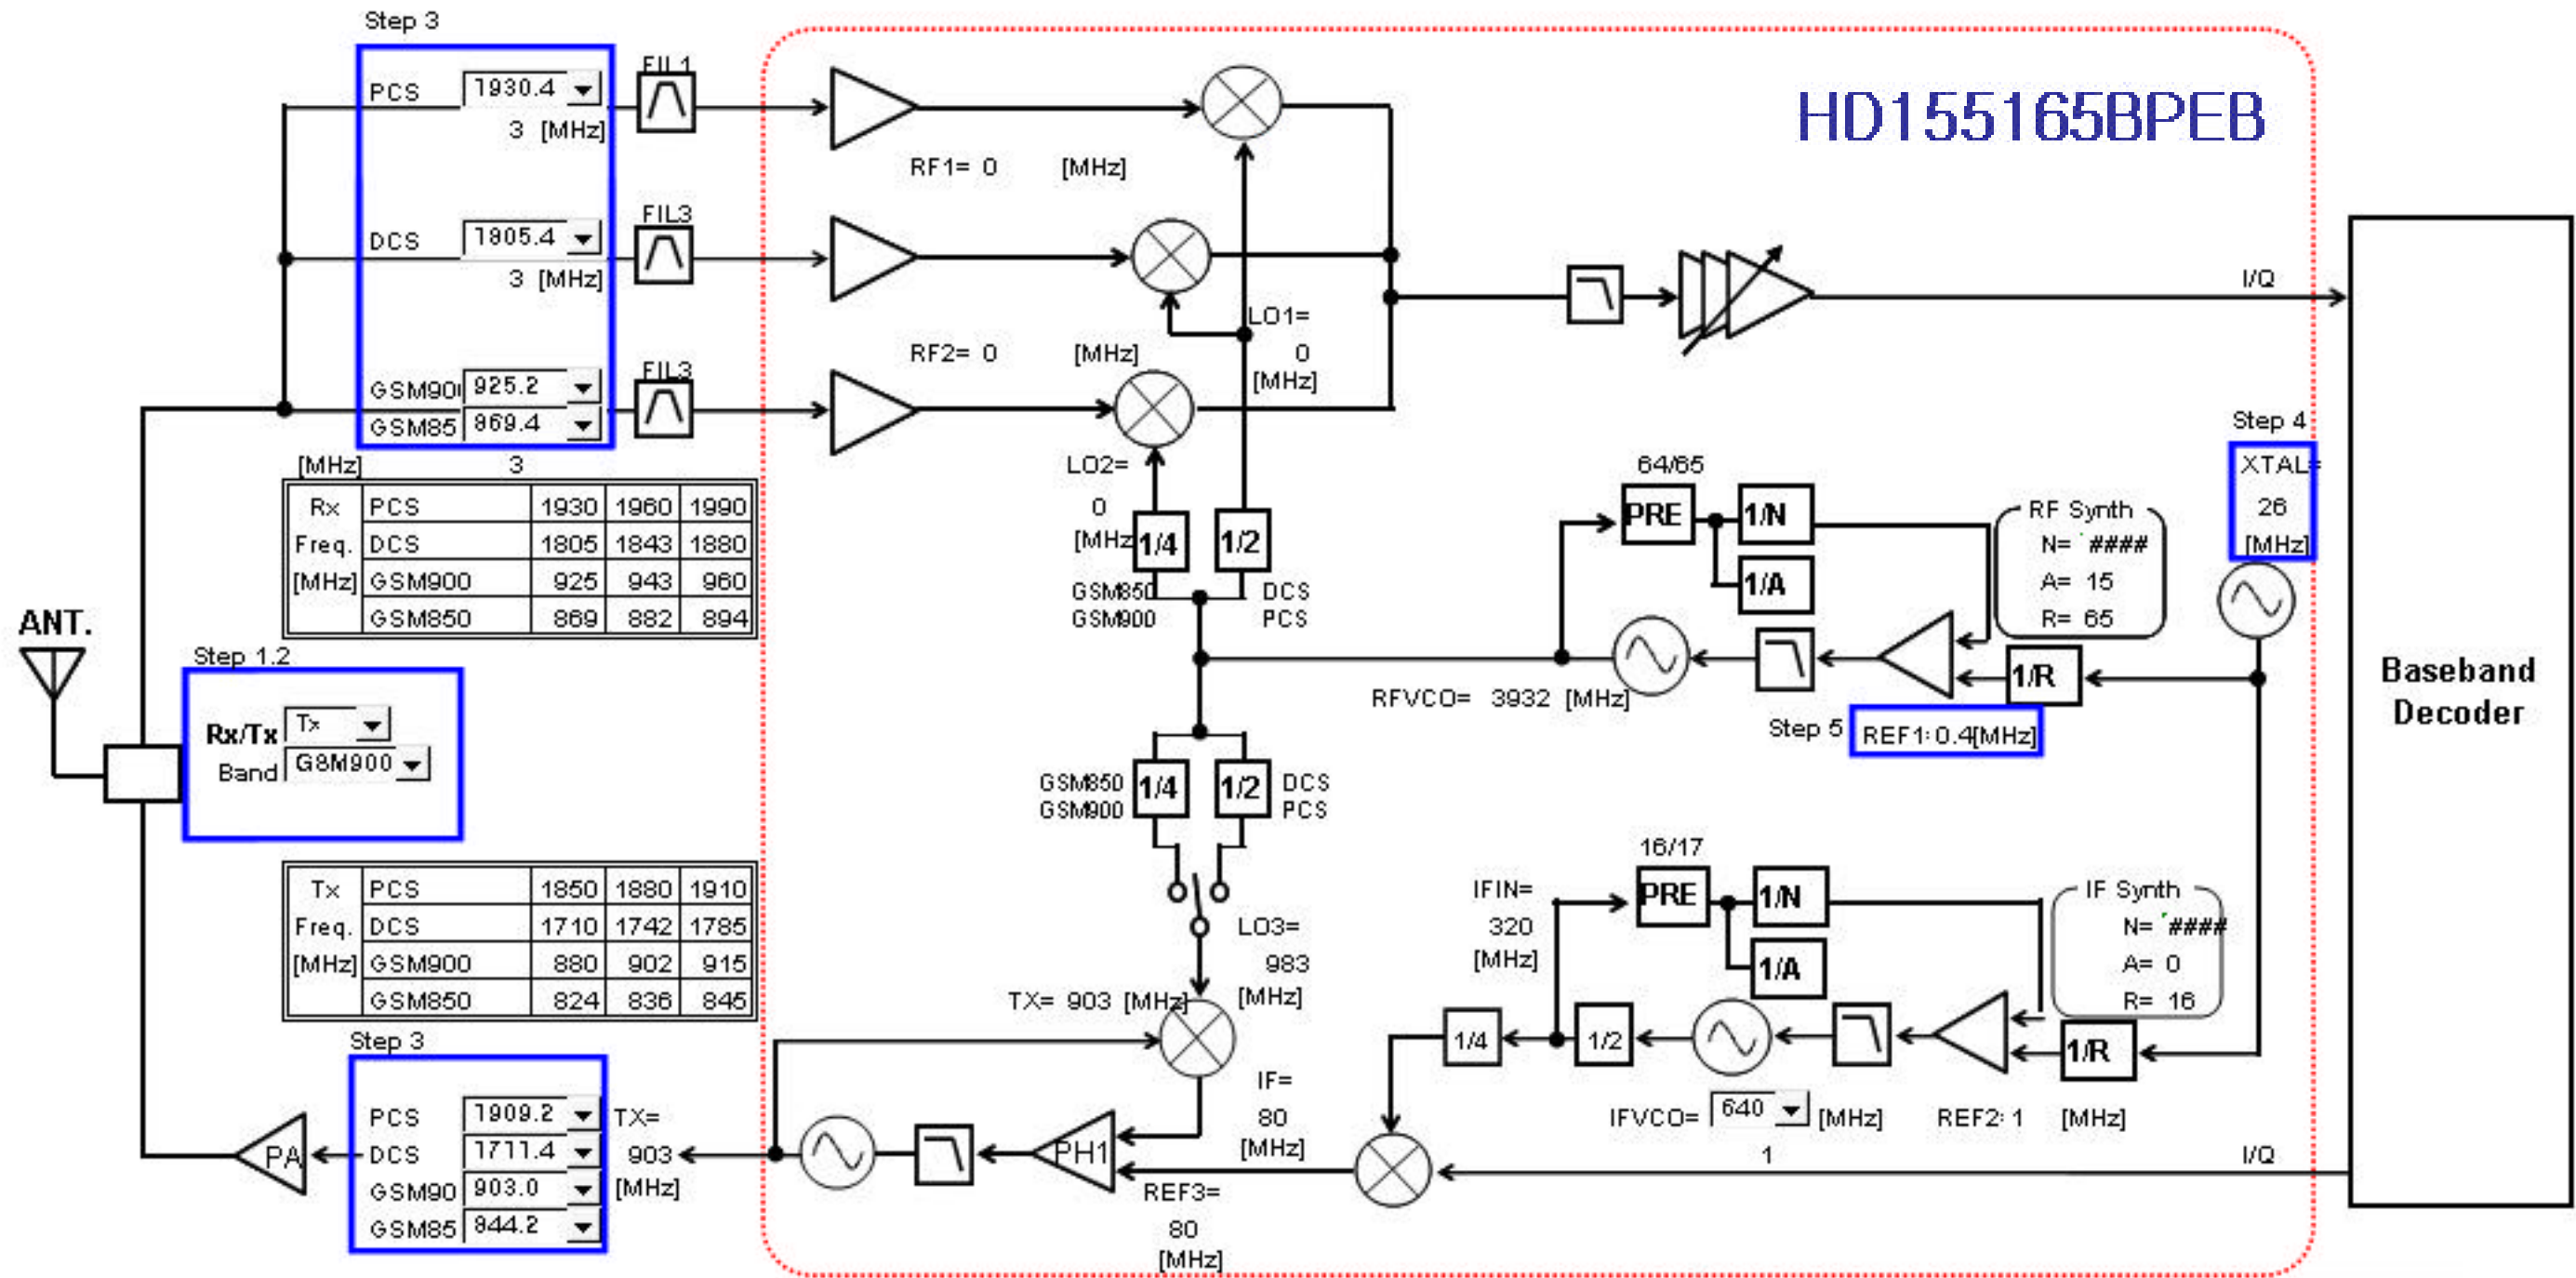 Step 3
HD155165BPEB
PCS 1930.4
3 [MHz]
FIL1
RF1= 0 [MHz]
DCS 1805.4
3 [MHz]
FIL3
RF2= 0 [MHz]
GSM90 925.2
GSM85 869.4
FIL3
LO1=
0
[MHz]
I/Q
[MHz] 3
Rx PCS 1930 1960 1990
Freq. DCS 1805 1843 1880
[MHz] GSM900 925 943 960
GSM850 869 882 894
LO2=
0
[MHz
1/4
1/2
GSM850
GSM900
DCS
PCS
64/65
PRE
1/N
1/A
RF Synth
N= ####
A= 15
R= 65
Step 4
XTAL=
26
[MHz]
1/R
RFVCO= 3932 [MHz]
Step 5
REF1:0.4[MHz]
Baseband
Decoder
ANT.
Step 1.2
Rx/Tx Tx
Band G8M900
GSM850
GSM900
1/4
1/2
DCS
PCS
Tx PCS 1850 1880 1910
Freq. DCS 1710 1742 1785
[MHz] GSM900 880 902 915
GSM850 824 836 845
LO3=
983
[MHz]
TX= 903 [MHz]
IFIN=
320
[MHz]
16/17
PRE
1/N
1/A
IF Synth
N= ####
A= 0
R= 16
1/4
1/2
1/R
IFVCO= 640 [MHz]
1
REF2:1 [MHz]
I/Q
IF=
80
[MHz]
PH1
REF3=
80
[MHz]
Step 3
PCS 1909.2
DCS 1711.4
GSM90 903.0
GSM85 844.2
TX=
903
[MHz]
PA